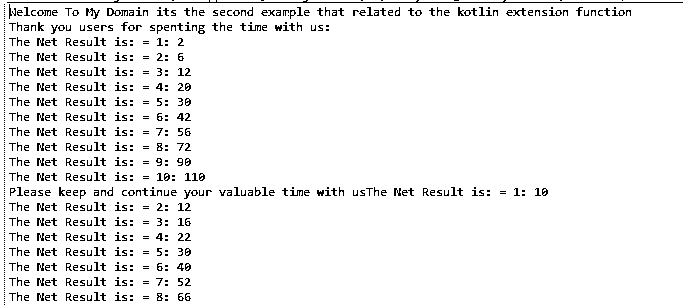 Welcome To My Domain its the second example that related to the kotlin extension function
Thank you users for spenting the time with us:
The Net Result is: = 1: 2
The Net Result is: = 2: 6
The Net Result is: = 3: 12
The Net Result is: = 4: 20
The Net Result is: = 5: 30
The Net Result is: = 6: 42
The Net Result is: = 7: 56
The Net Result is: = 8: 72
The Net Result is: = 9: 90
The Net Result is: = 10: 110
Please keep and continue your valuable time with usThe Net Result is: = 1: 10
The Net Result is: = 2: 12
The Net Result is: = 3: 16
The Net Result is: = 4: 22
The Net Result is: = 5: 30
The Net Result is: = 6: 40
The Net Result is: = 7: 52
The Net Result is: = 8: 66